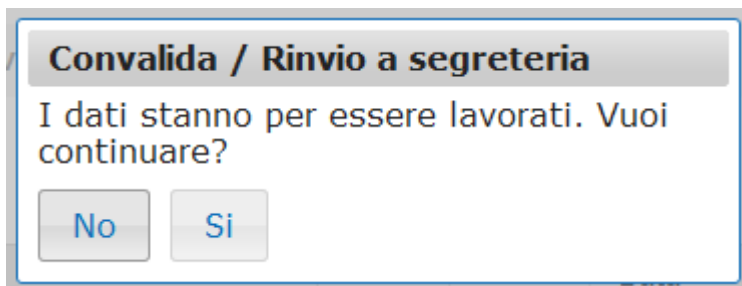 Convalida / Rinvio a segreteria
I dati stanno per essere lavorati. Vuoi
continuare?
No Si